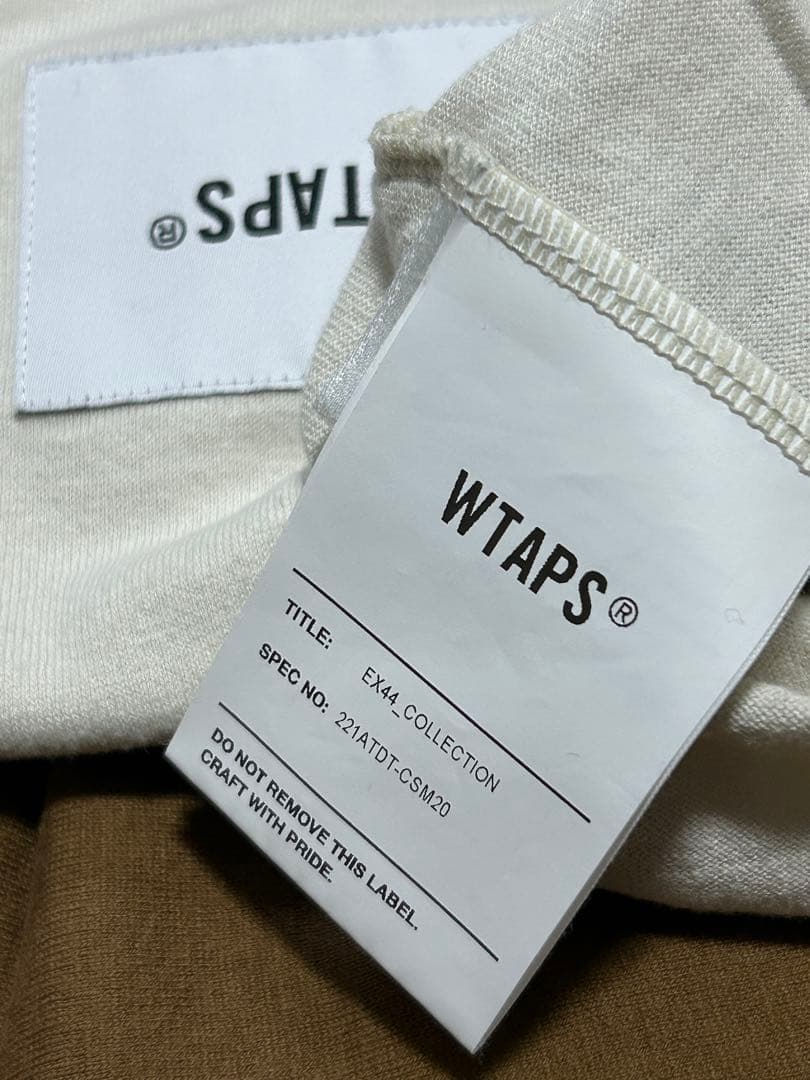 TAPS®
WTAPS®
TITLE: EX44_COLLECTION
SPEC NO: 221ATDT-CSM20
DO NOT REMOVE THIS LABEL.
CRAFT WITH PRIDE.